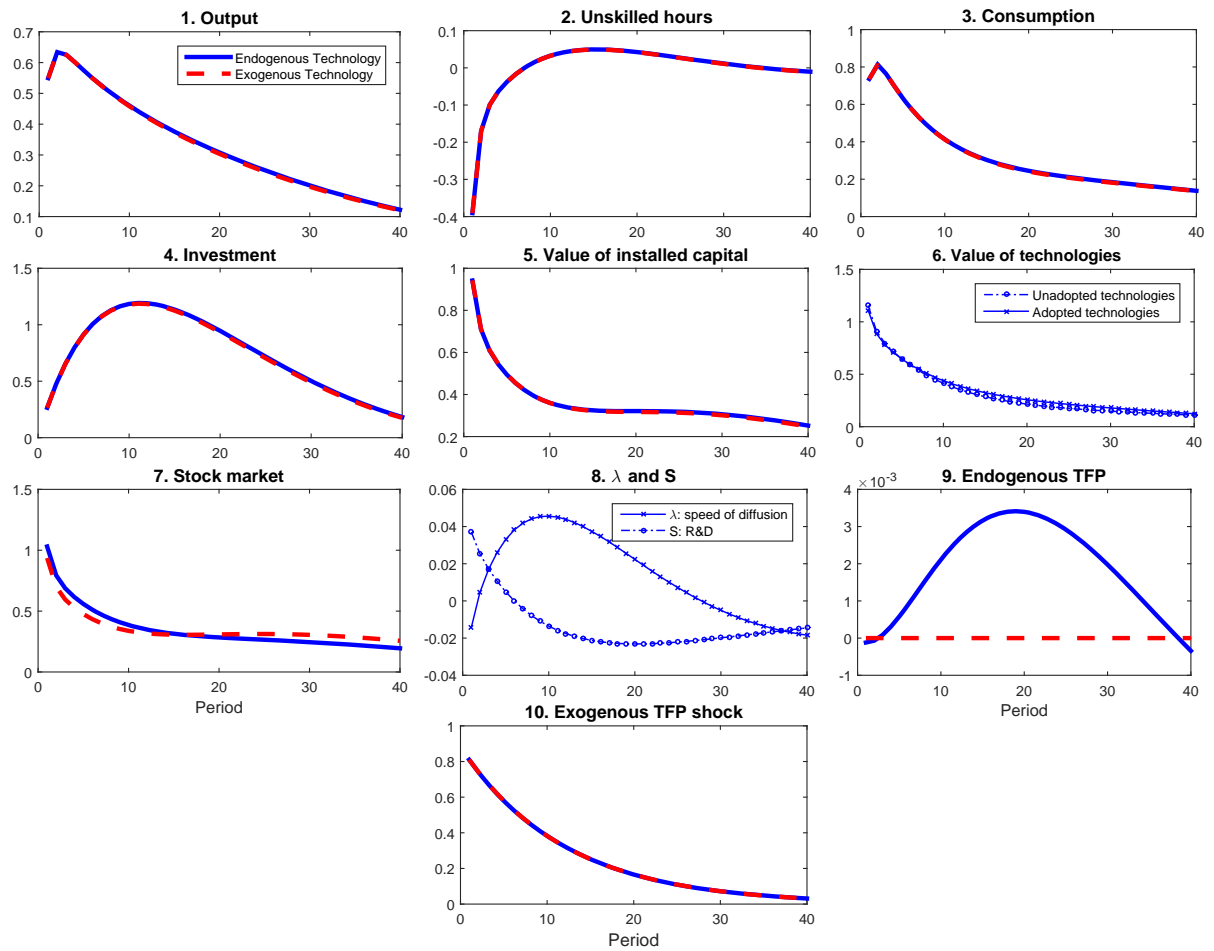 1. Output
0.7
0.6
0.5
0.4
0.3
0.2
0.1
0 10 20 30 40
Endogenous Technology
Exogenous Technology
2. Unskilled hours
0.1
0
-0.1
-0.2
-0.3
-0.4
0 10 20 30 40
3. Consumption
1
0.8
0.6
0.4
0.2
0
0 10 20 30 40
4. Investment
1.5
1
0.5
0
0 10 20 30 40
5. Value of installed capital
1
0.8
0.6
0.4
0.2
0 10 20 30 40
6. Value of technologies
1.5
1
0.5
0
0 10 20 30 40
Unadopted technologies
Adopted technologies
7. Stock market
1.5
1
0.5
0
0 10 20 30 40
Period
8. λ and S
0.06
0.04
0.02
0
-0.02
-0.04
0 10 20 30 40
λ: speed of diffusion
S: R&D
9. Endogenous TFP
×10⁻³
4
3
2
1
0
-1
0 10 20 30 40
Period
10. Exogenous TFP shock
1
0.8
0.6
0.4
0.2
0
0 10 20 30 40
Period